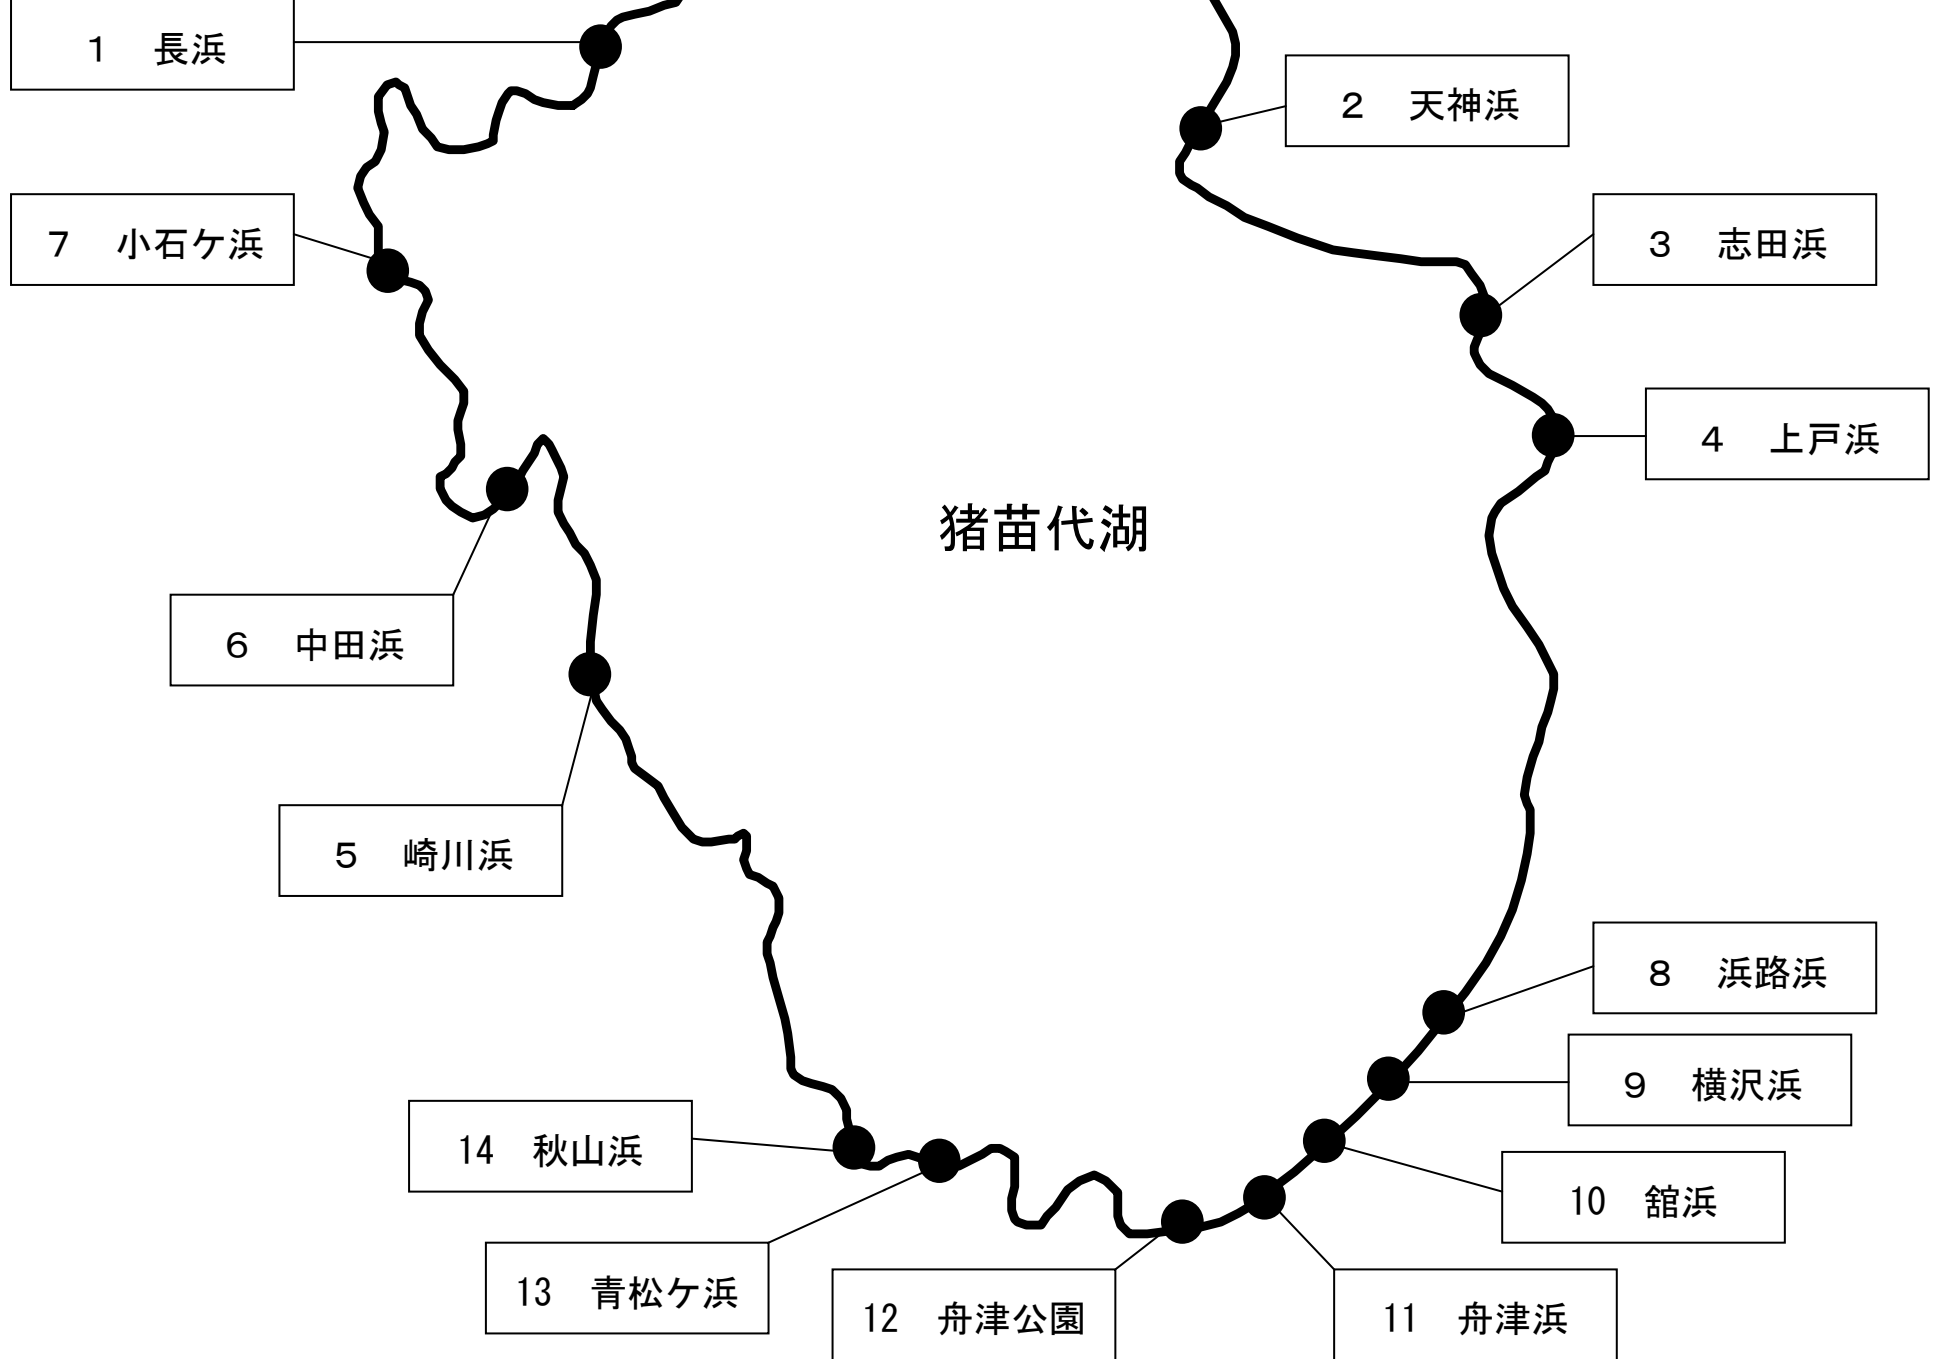 １　長浜
２　天神浜
７　小石ケ浜
３　志田浜
４　上戸浜
猪苗代湖
６　中田浜
５　崎川浜
８　浜路浜
９　横沢浜
14　秋山浜
10　舘浜
13　青松ケ浜
12　舟津公園
11　舟津浜